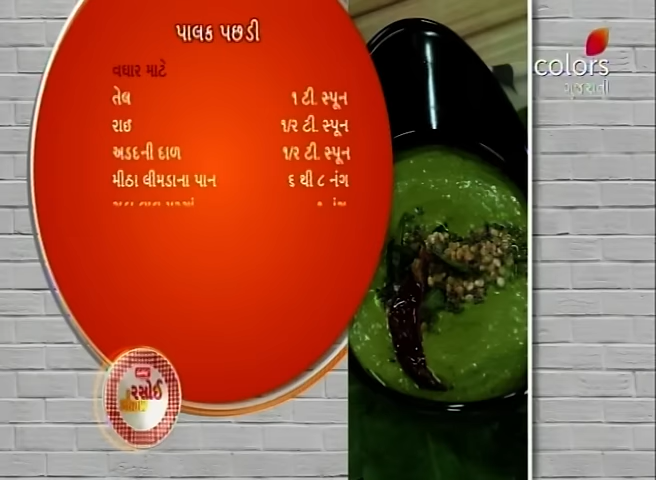 પાલક પછડી
વઘાર માટે
તેલ ૧ ટી. સ્પૂન
રાઇ ૧/૨ ટી. સ્પૂન
અડદની દાળ ૧/૨ ટી. સ્પૂન
મીઠા લીમડાના પાન ૬ થી ૮ નંગ
colors
ગુજરાતી
રસોઈ